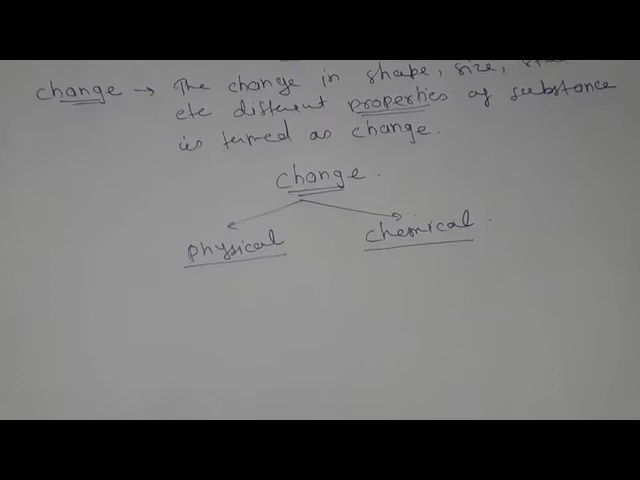 change → The change in shape, size,
etc different properties of substance
is termed as change.
change.
physical
chemical.